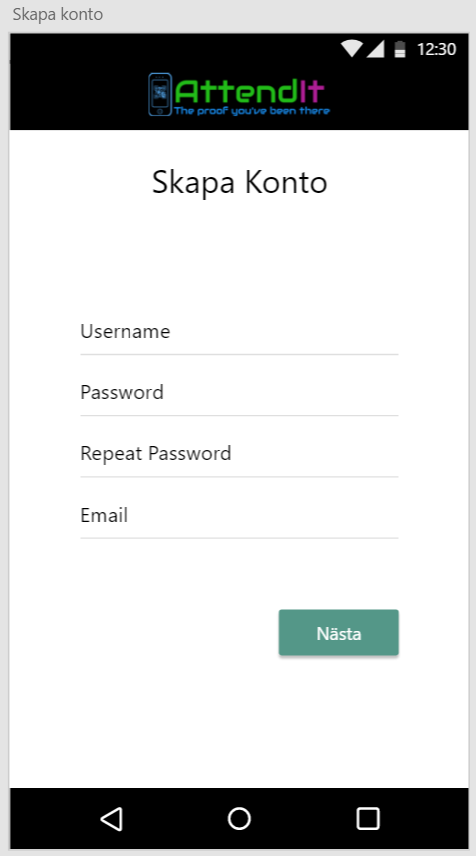 Skapa konto
12:30
AttendIt
The proof you've been there
Skapa Konto
Username
Password
Repeat Password
Email
Nästa